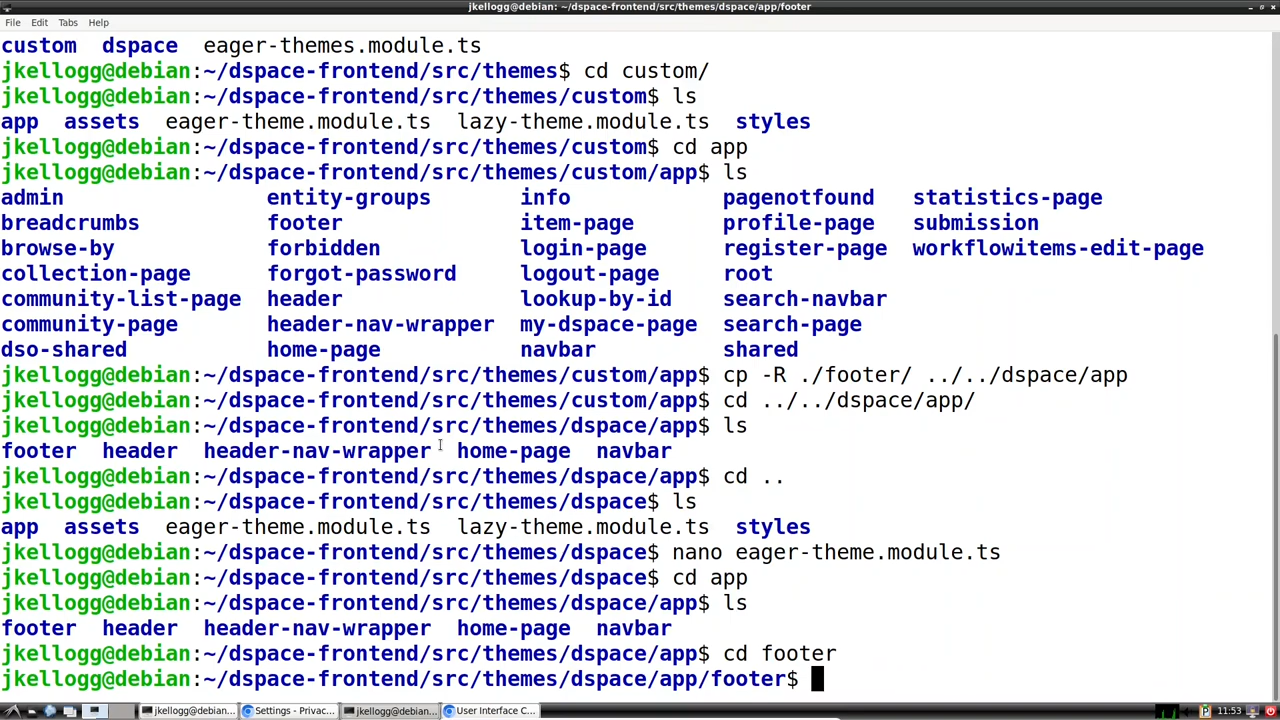 jkellogg@debian: ~/dspace-frontend/src/themes/dspace/app/footer
File Edit Tabs Help
custom dspace eager-themes.module.ts
jkellogg@debian:~/dspace-frontend/src/themes$ cd custom/
jkellogg@debian:~/dspace-frontend/src/themes/custom$ ls
app assets eager-theme.module.ts lazy-theme.module.ts styles
jkellogg@debian:~/dspace-frontend/src/themes/custom$ cd app
jkellogg@debian:~/dspace-frontend/src/themes/custom/app$ ls
admin entity-groups info pagenotfound statistics-page
breadcrumbs footer item-page profile-page submission
browse-by forbidden login-page register-page workflowitems-edit-page
collection-page forgot-password logout-page root
community-list-page header lookup-by-id search-navbar
community-page header-nav-wrapper my-dspace-page search-page
dso-shared home-page navbar shared
jkellogg@debian:~/dspace-frontend/src/themes/custom/app$ cp -R ./footer/ ../../dspace/app
jkellogg@debian:~/dspace-frontend/src/themes/custom/app$ cd ../../dspace/app/
jkellogg@debian:~/dspace-frontend/src/themes/dspace/app$ ls
footer header header-nav-wrapper home-page navbar
jkellogg@debian:~/dspace-frontend/src/themes/dspace/app$ cd ..
jkellogg@debian:~/dspace-frontend/src/themes/dspace$ ls
app assets eager-theme.module.ts lazy-theme.module.ts styles
jkellogg@debian:~/dspace-frontend/src/themes/dspace$ nano eager-theme.module.ts
jkellogg@debian:~/dspace-frontend/src/themes/dspace$ cd app
jkellogg@debian:~/dspace-frontend/src/themes/dspace/app$ ls
footer header header-nav-wrapper home-page navbar
jkellogg@debian:~/dspace-frontend/src/themes/dspace/app$ cd footer
jkellogg@debian:~/dspace-frontend/src/themes/dspace/app/footer$
jkellogg@debian... Settings - Privac... jkellogg@debian... User Interface C... 11:53